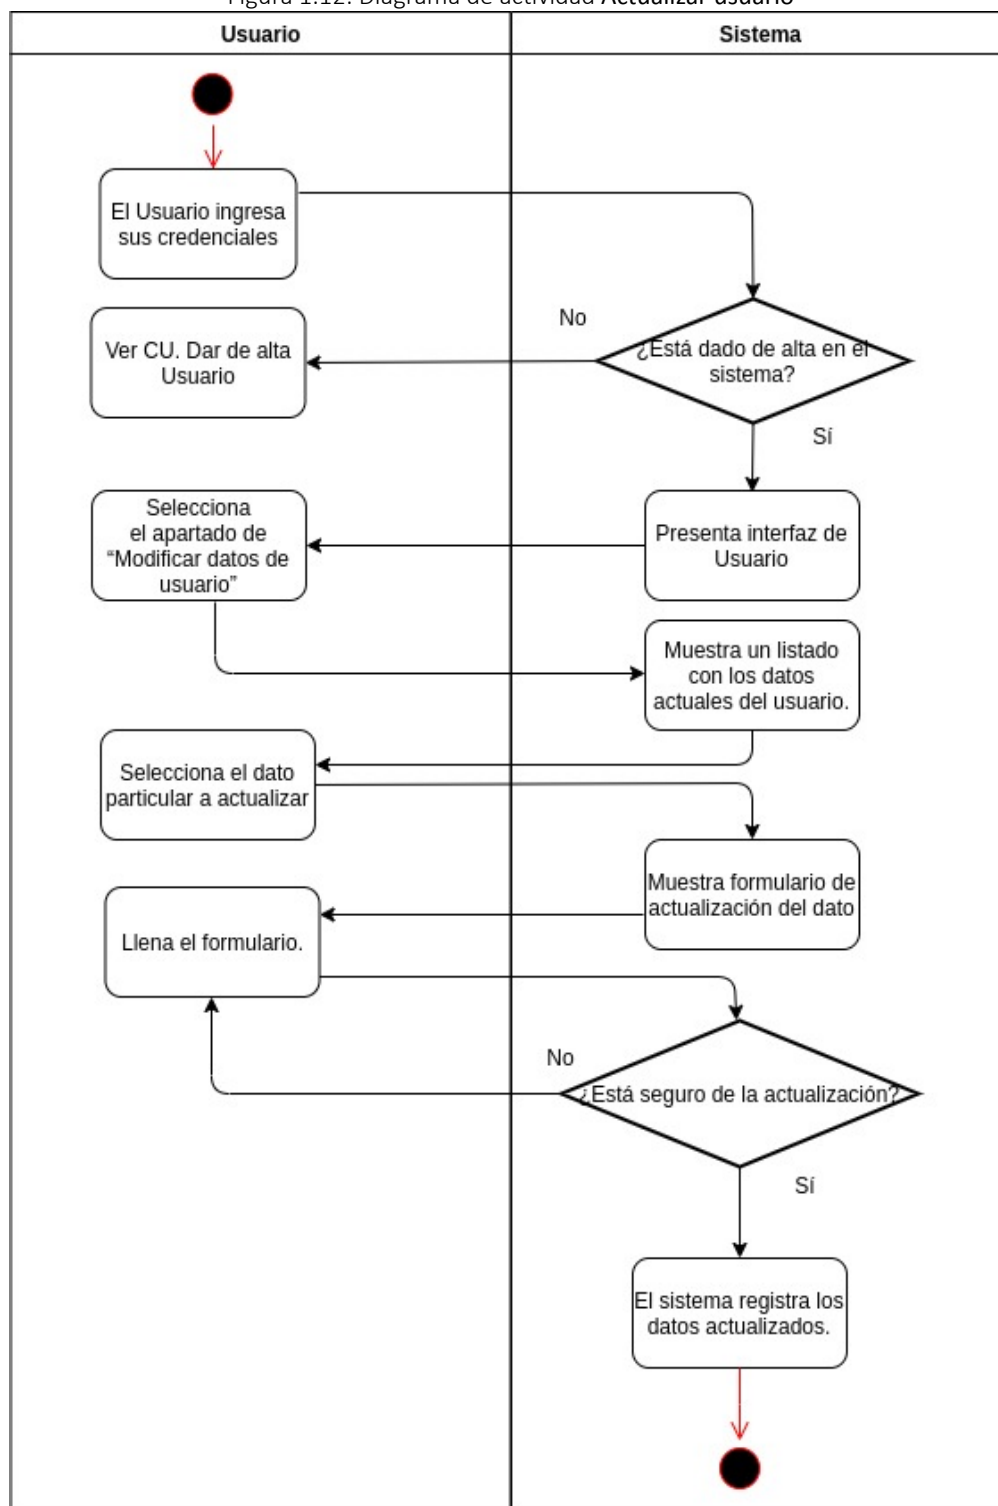 Figura 1.12. Diagrama de actividad Actualizar usuario
Usuario
Sistema
El Usuario ingresa
sus credenciales
No
¿Está dado de alta en el
sistema?
Ver CU. Dar de alta
Usuario
Sí
Selecciona
el apartado de
“Modificar datos de
usuario”
Presenta interfaz de
Usuario
Muestra un listado
con los datos
actuales del usuario.
Selecciona el dato
particular a actualizar
Muestra formulario de
actualización del dato
Llena el formulario.
No
¿Está seguro de la actualización?
Sí
El sistema registra los
datos actualizados.